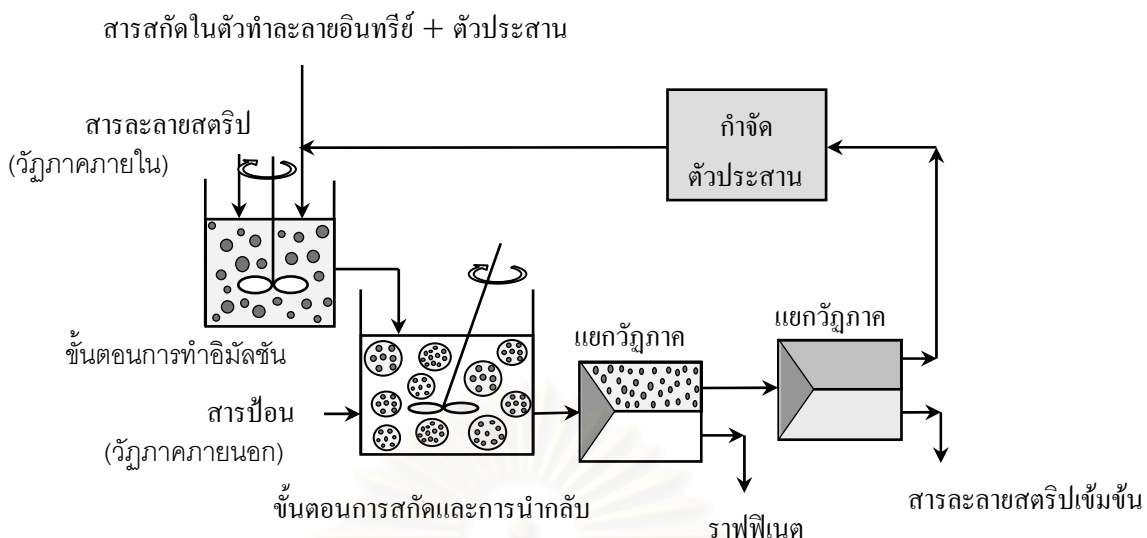 สารสกัดในตัวทำละลายอินทรีย์ + ตัวประสาน
สารละลายสตริป
(วัฏภาคภายใน)
กำจัด
ตัวประสาน
ขั้นตอนการทำอิมัลชัน
แยกวัฏภาค
แยกวัฏภาค
สารป้อน
(วัฏภาคภายนอก)
ขั้นตอนการสกัดและการนำกลับ
ราฟฟิเนต
สารละลายสตริปเข้มข้น